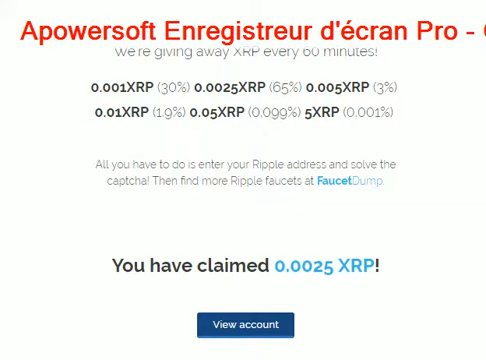 Apowersoft Enregistreur d'écran Pro -
We're giving away XRP every 60 minutes!
0.001XRP (30%) 0.0025XRP (65%) 0.005XRP (3%)
0.01XRP (1.9%) 0.05XRP (0.099%) 5XRP (0.001%)
All you have to do is enter your Ripple address and solve the
captcha! Then find more Ripple faucets at FaucetDump.
You have claimed 0.0025 XRP!
View account